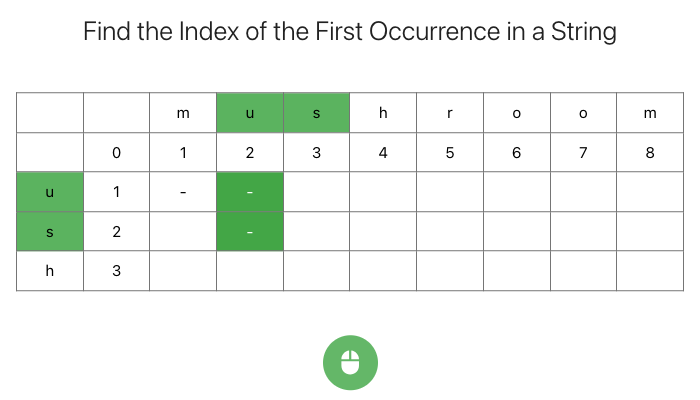 Find the Index of the First Occurrence in a String
m u s h r o o m
0 1 2 3 4 5 6 7 8
u 1 - -
s 2 -
h 3